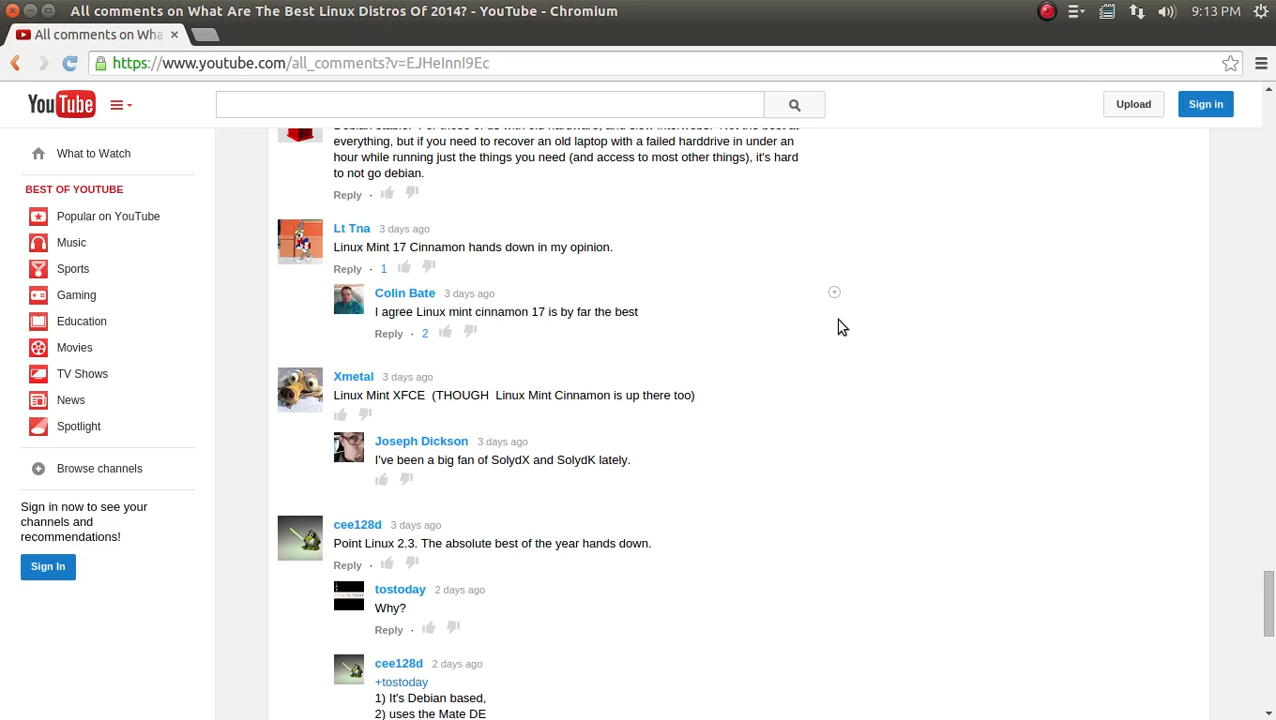 All comments on What Are The Best Linux Distros Of 2014? - YouTube - Chromium
9:13 PM
All comments on Wha
https://www.youtube.com/all_comments?v=EJHeInnI9Ec
YouTube
Upload
Sign in
What to Watch
BEST OF YOUTUBE
Popular on YouTube
Music
Sports
Gaming
Education
Movies
TV Shows
News
Spotlight
Browse channels
Sign in now to see your
channels and
recommendations!
Sign In
everything, but if you need to recover an old laptop with a failed harddrive in under an
hour while running just the things you need (and access to most other things), it's hard
to not go debian.
Reply ·
Lt Tna 3 days ago
Linux Mint 17 Cinnamon hands down in my opinion.
Reply · 1
Colin Bate 3 days ago
I agree Linux mint cinnamon 17 is by far the best
Reply · 2
Xmetal 3 days ago
Linux Mint XFCE (THOUGH Linux Mint Cinnamon is up there too)
Joseph Dickson 3 days ago
I've been a big fan of SolydX and SolydK lately.
cee128d 3 days ago
Point Linux 2.3. The absolute best of the year hands down.
Reply ·
tostoday 2 days ago
Why?
Reply ·
cee128d 2 days ago
+tostoday
1) It's Debian based,
2) uses the Mate DE